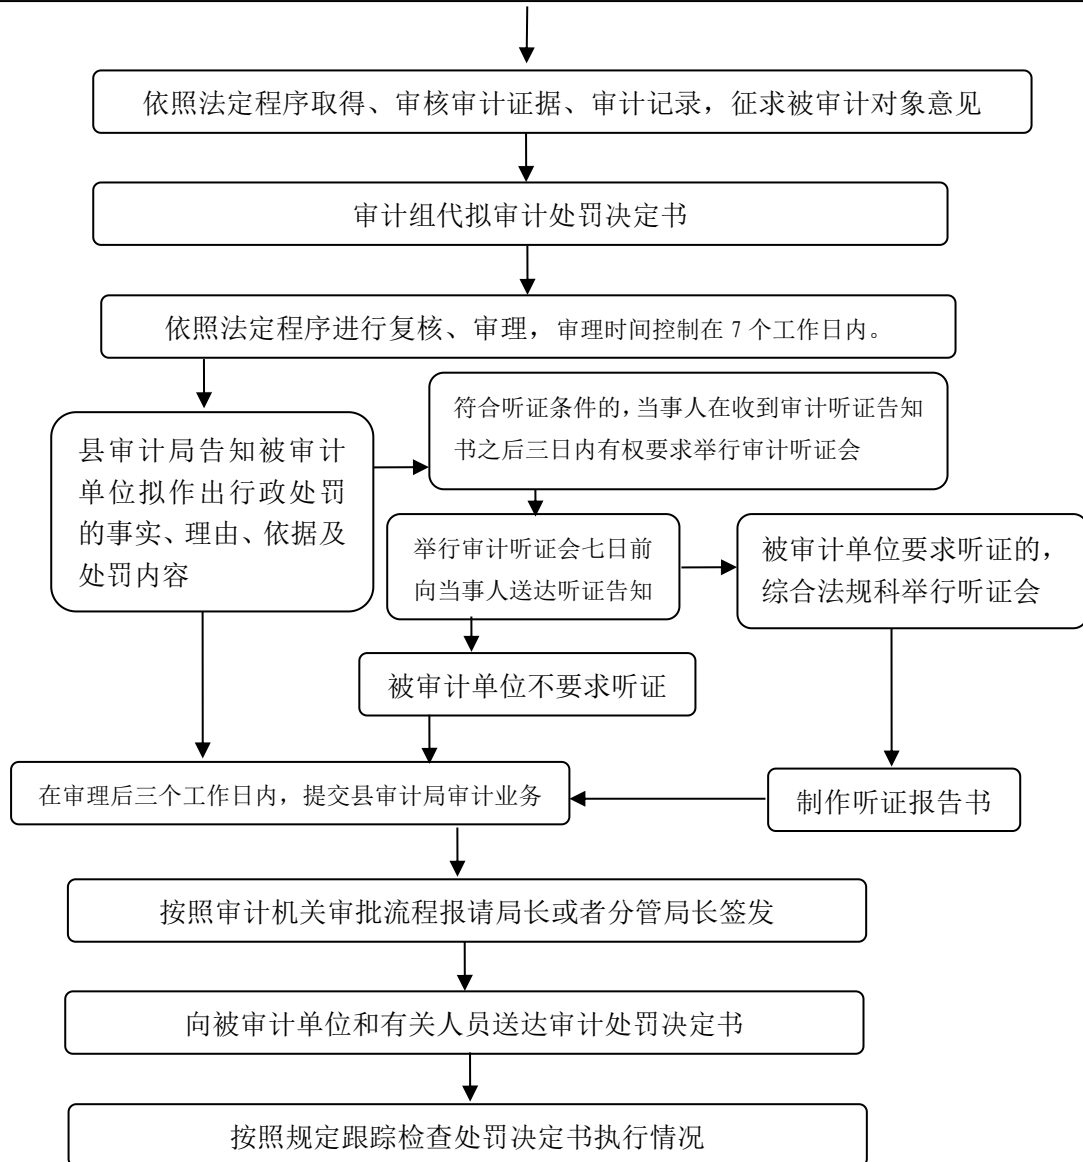 依照法定程序取得、审核审计证据、审计记录，征求被审计对象意见
审计组代拟审计处罚决定书
依照法定程序进行复核、审理，审理时间控制在 7 个工作日内。
符合听证条件的，当事人在收到审计听证告知
书之后三日内有权要求举行审计听证会
县审计局告知被审计
单位拟作出行政处罚
的事实、理由、依据及
处罚内容
举行审计听证会七日前
向当事人送达听证告知
被审计单位要求听证的，
综合法规科举行听证会
被审计单位不要求听证
在审理后三个工作日内，提交县审计局审计业务
制作听证报告书
按照审计机关审批流程报请局长或者分管局长签发
向被审计单位和有关人员送达审计处罚决定书
按照规定跟踪检查处罚决定书执行情况